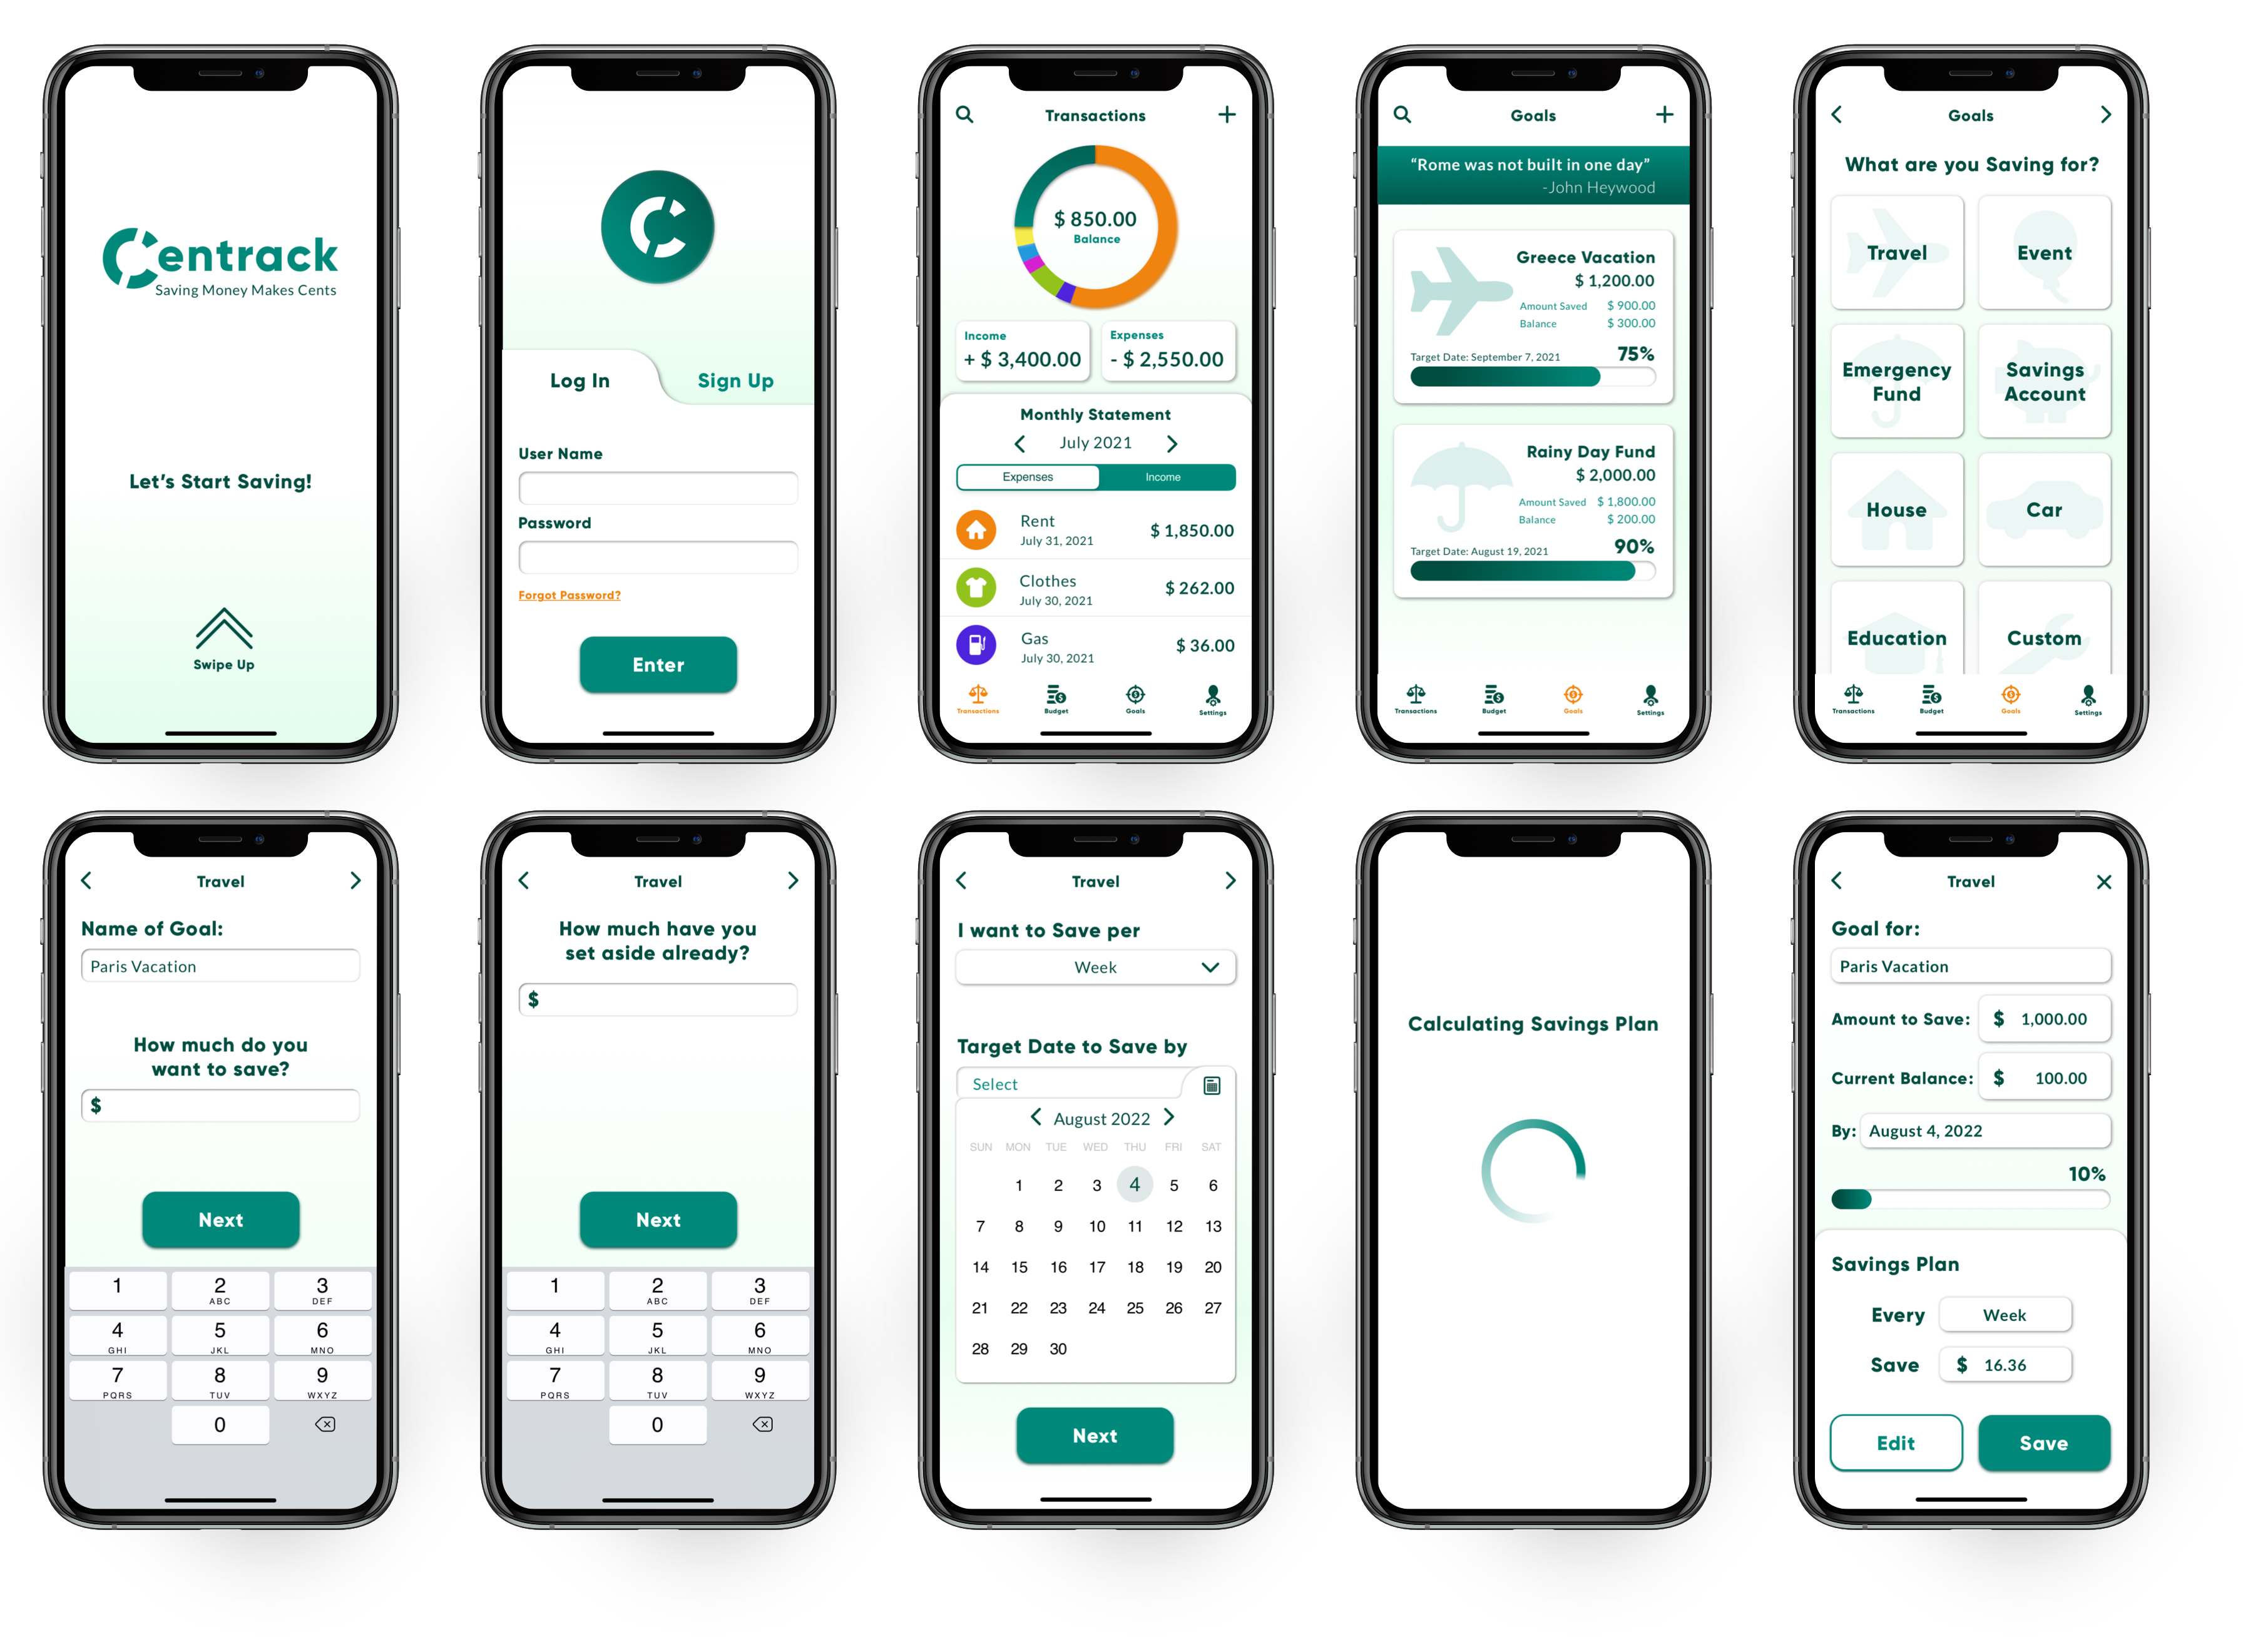 Centrack
Saving Money Makes Cents
Let's Start Saving!
Swipe Up
Log In
Sign Up
User Name
Password
Forgot Password?
Enter
Transactions
$ 850.00
Balance
Income
+ $ 3,400.00
Expenses
- $ 2,550.00
Monthly Statement
July 2021
Expenses
Income
Rent
July 31, 2021
$ 1,850.00
Clothes
July 30, 2021
$ 262.00
Gas
July 30, 2021
$ 36.00
Transactions
Budget
Goals
Settings
Goals
“Rome was not built in one day”
-John Heywood
Greece Vacation
$ 1,200.00
Amount Saved $ 900.00
Balance $ 300.00
Target Date: September 7, 2021
75%
Rainy Day Fund
$ 2,000.00
Amount Saved $ 1,800.00
Balance $ 200.00
Target Date: August 19, 2021
90%
Transactions
Budget
Goals
Settings
Goals
What are you Saving for?
Travel
Event
Emergency
Fund
Savings
Account
House
Car
Education
Custom
Transactions
Budget
Goals
Settings
Travel
Name of Goal:
Paris Vacation
How much do you
want to save?
$
Next
1
2
ABC
3
DEF
4
GHI
5
JKL
6
MNO
7
PQRS
8
TUV
9
WXYZ
0
Travel
How much have you
set aside already?
$
Next
1
2
ABC
3
DEF
4
GHI
5
JKL
6
MNO
7
PQRS
8
TUV
9
WXYZ
0
Travel
I want to Save per
Week
Target Date to Save by
Select
August 2022
SUN MON TUE WED THU FRI SAT
1 2 3 4 5 6
7 8 9 10 11 12 13
14 15 16 17 18 19 20
21 22 23 24 25 26 27
28 29 30
Next
Calculating Savings Plan
Travel
Goal for:
Paris Vacation
Amount to Save: $ 1,000.00
Current Balance: $ 100.00
By: August 4, 2022
10%
Savings Plan
Every Week
Save $ 16.36
Edit
Save